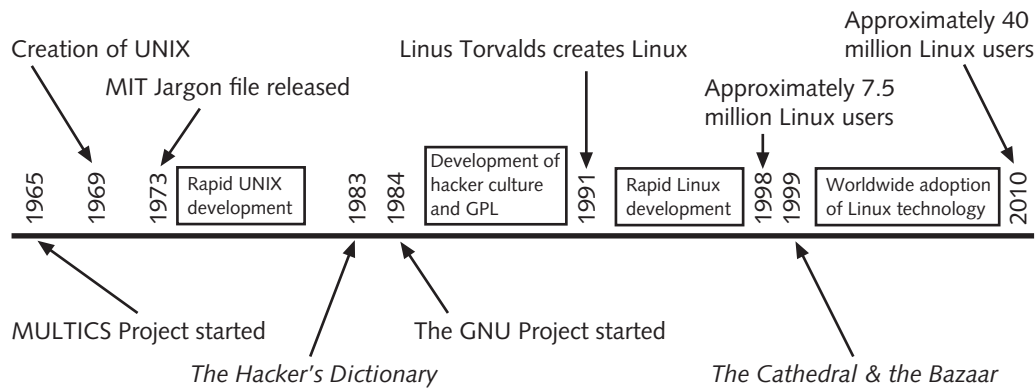 Approximately 40
million Linux users
Creation of UNIX
Linus Torvalds creates Linux
MIT Jargon file released
Approximately 7.5
million Linux users
1965
1969
1973
Rapid UNIX
development
1983
1984
Development of
hacker culture
and GPL
1991
Rapid Linux
development
1998
1999
Worldwide adoption
of Linux technology
2010
MULTICS Project started
The GNU Project started
The Hacker's Dictionary
The Cathedral & the Bazaar